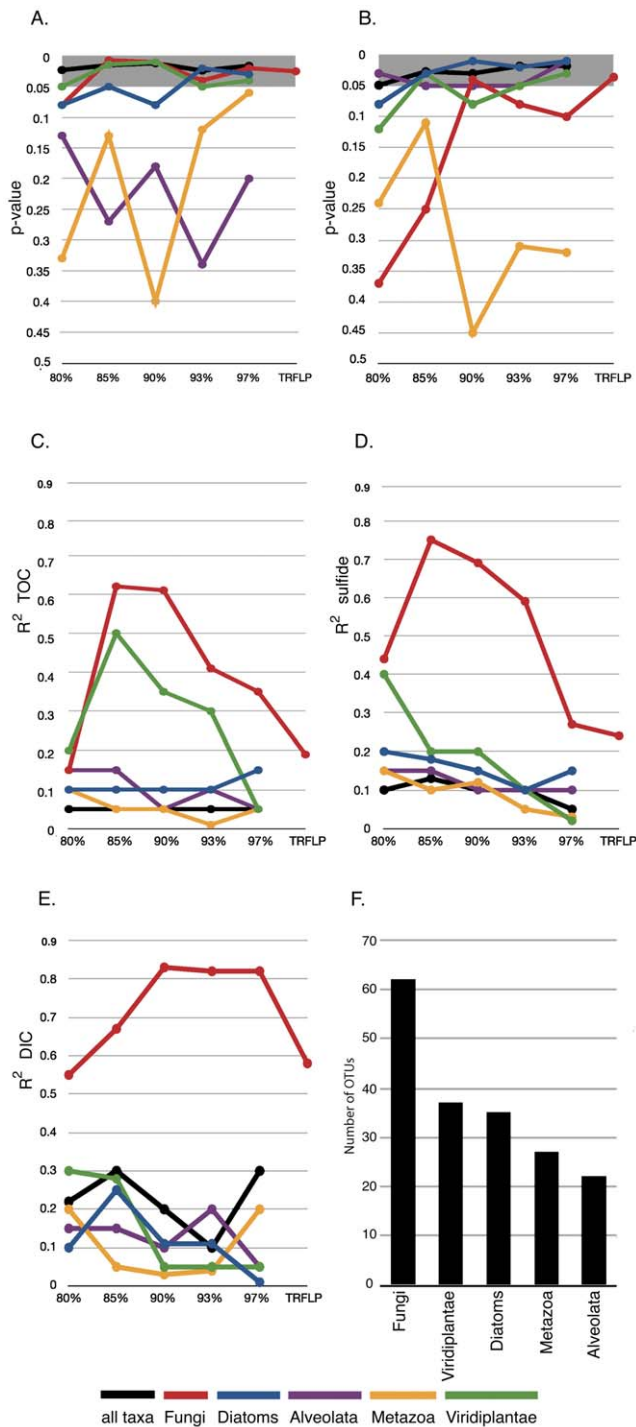 A.
B.
0
0.05
0.1
0.15
0.2
0.25
0.3
0.35
0.4
0.45
0.5
p-value
80% 85% 90% 93% 97% TRFLP
0
0.05
0.1
0.15
0.2
0.25
0.3
0.35
0.4
0.45
0.5
p-value
80% 85% 90% 93% 97% TRFLP
C.
D.
0.9
0.8
0.7
0.6
0.5
0.4
0.3
0.2
0.1
0
R² TOC
80% 85% 90% 93% 97% TRFLP
0.9
0.8
0.7
0.6
0.5
0.4
0.3
0.2
0.1
0
R² sulfide
80% 85% 90% 93% 97% TRFLP
E.
F.
0.9
0.8
0.7
0.6
0.5
0.4
0.3
0.2
0.1
0
R² DIC
80% 85% 90% 93% 97% TRFLP
70
60
50
40
30
20
10
0
Number of OTUs
Fungi
Viridiplantae
Diatoms
Metazoa
Alveolata
all taxa Fungi Diatoms Alveolata Metazoa Viridiplantae